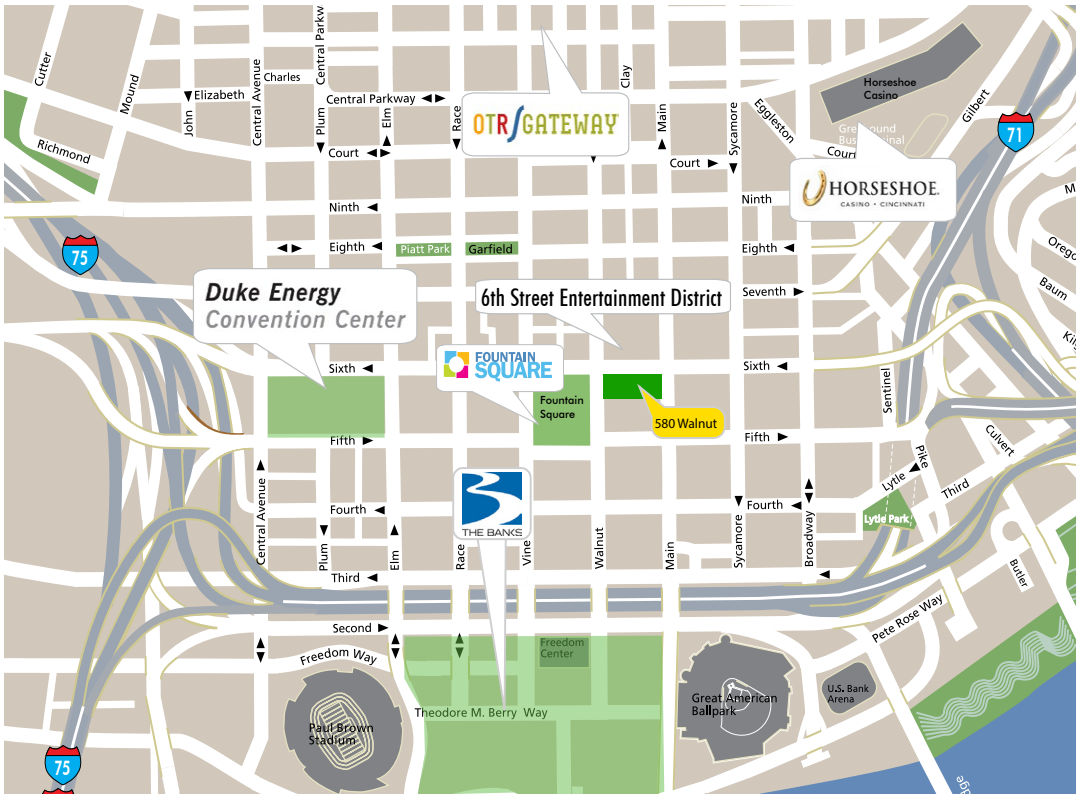 Cutter
Mound
John
Elizabeth
Central Avenue
Charles
Central Parkw
Plum
Central Parkway
Elm
Race
Clay
Main
Sycamore
Eggleston
Horseshoe
Casino
Gilbert
71
Richmond
Court
OTR GATEWAY
Court
Court
HORSESHOE
CASINO • CINCINNATI
Ninth
Ninth
75
Eighth
Piatt Park
Garfield
Eighth
Orego
Baum
Duke Energy
Convention Center
6th Street Entertainment District
Seventh
FOUNTAIN
SQUARE
Sixth
Sixth
Sentinel
Fountain
Square
580 Walnut
Fifth
Fifth
Culvert
Pike
Lytle
Third
Central Avenue
THE BANKS
Fourth
Fourth
Lytle Park
Plum
Elm
Race
Vine
Walnut
Main
Sycamore
Broadway
Third
Butler
Second
Freedom Way
Freedom
Center
Pete Rose Way
Paul Brown
Stadium
Theodore M. Berry Way
Great American
Ballpark
U.S. Bank
Arena
75